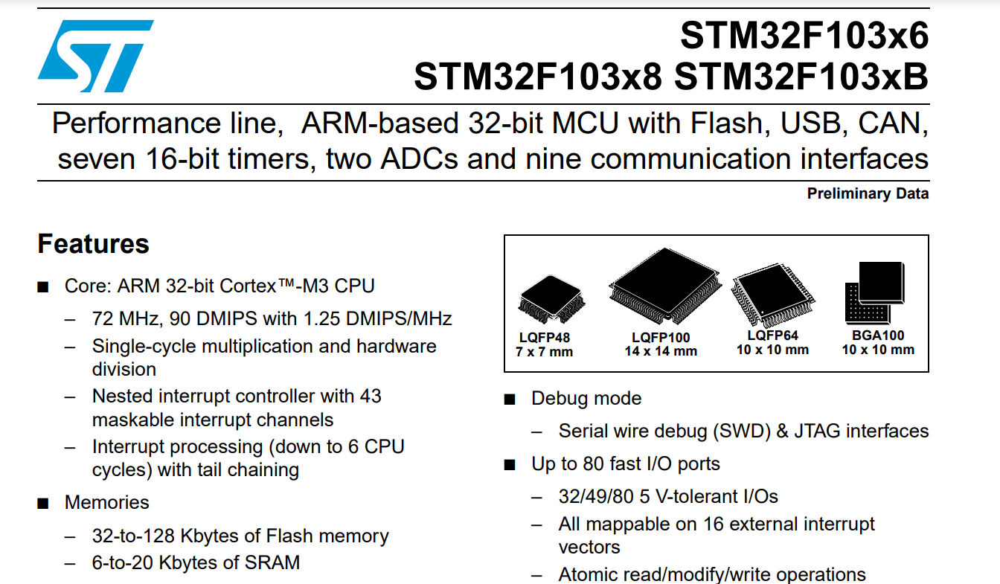 ST
STM32F103x6
STM32F103x8 STM32F103xB
Performance line, ARM-based 32-bit MCU with Flash, USB, CAN,
seven 16-bit timers, two ADCs and nine communication interfaces
Preliminary Data
Features
■ Core: ARM 32-bit Cortex™-M3 CPU
– 72 MHz, 90 DMIPS with 1.25 DMIPS/MHz
– Single-cycle multiplication and hardware
division
– Nested interrupt controller with 43
maskable interrupt channels
– Interrupt processing (down to 6 CPU
cycles) with tail chaining
■ Memories
– 32-to-128 Kbytes of Flash memory
– 6-to-20 Kbytes of SRAM
LQFP48
7 x 7 mm
LQFP100
14 x 14 mm
LQFP64
10 x 10 mm
BGA100
10 x 10 mm
■ Debug mode
– Serial wire debug (SWD) & JTAG interfaces
■ Up to 80 fast I/O ports
– 32/49/80 5 V-tolerant I/Os
– All mappable on 16 external interrupt
vectors
– Atomic read/modify/write operations